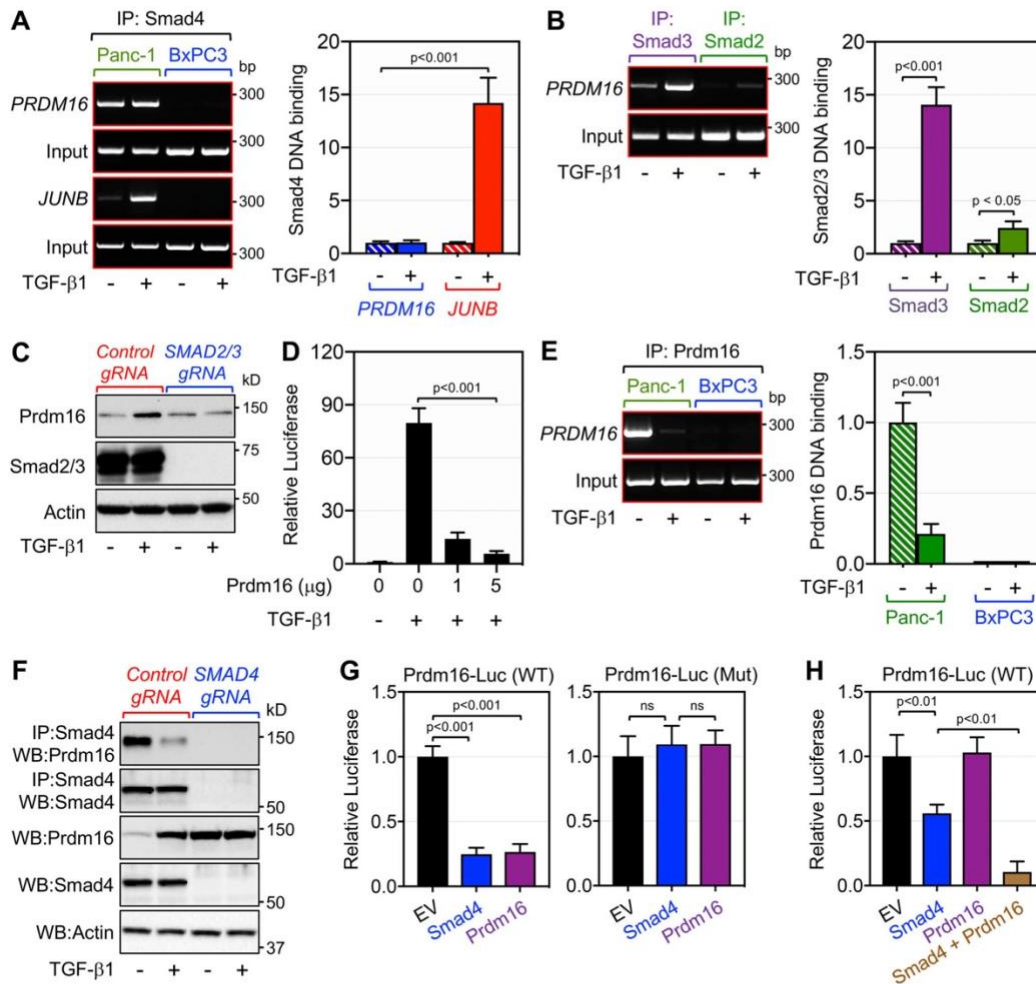 A
IP: Smad4
Panc-1 BxPC3
bp
PRDM16
300
Input
300
JUNB
300
Input
300
TGF-β1 - + - +
Smad4 DNA binding
20
15
10
5
0
p<0.001
TGF-β1 - + - +
PRDM16 JUNB
B
IP: Smad3
IP: Smad2
bp
PRDM16
300
Input
300
TGF-β1 - + - +
Smad2/3 DNA binding
20
15
10
5
0
p<0.001
p < 0.05
TGF-β1 - + - +
Smad3 Smad2
C
Control gRNA
SMAD2/3 gRNA
kD
Prdm16
150
Smad2/3
75
50
Actin
TGF-β1 - + - +
D
Relative Luciferase
120
90
60
30
0
p<0.001
Prdm16 (μg) 0 0 1 5
TGF-β1 - + + +
E
IP: Prdm16
Panc-1 BxPC3
bp
PRDM16
300
Input
300
TGF-β1 - + - +
Prdm16 DNA binding
1.5
1.0
0.5
0.0
p<0.001
TGF-β1 - + - +
Panc-1 BxPC3
F
Control gRNA
SMAD4 gRNA
kD
IP:Smad4
WB:Prdm16
150
IP:Smad4
WB:Smad4
50
WB:Prdm16
150
WB:Smad4
50
WB:Actin
37
TGF-β1 - + - +
G
Prdm16-Luc (WT)
Relative Luciferase
1.5
1.0
0.5
0.0
p<0.001
p<0.001
EV
Smad4
Prdm16
Prdm16-Luc (Mut)
1.5
1.0
0.5
0.0
ns
ns
EV
Smad4
Prdm16
H
Prdm16-Luc (WT)
Relative Luciferase
1.5
1.0
0.5
0.0
p<0.01
p<0.01
EV
Smad4
Prdm16
Smad4 + Prdm16